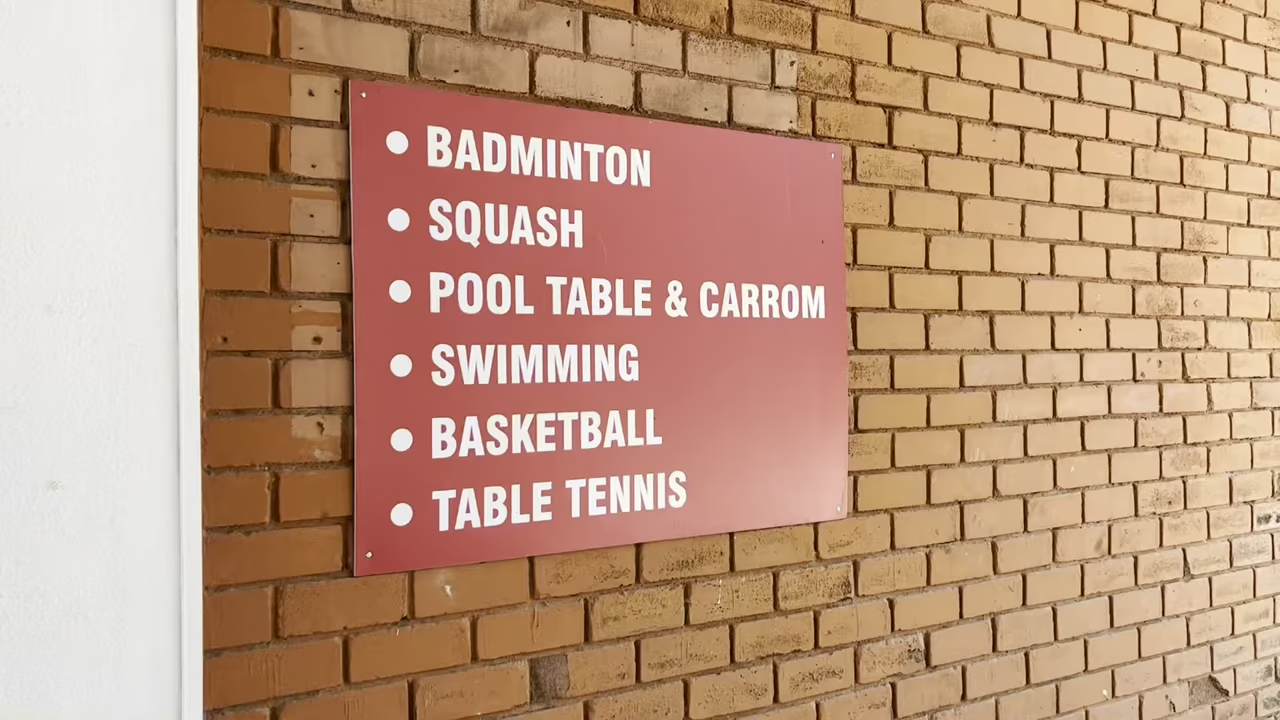 • BADMINTON
• SQUASH
• POOL TABLE & CARROM
• SWIMMING
• BASKETBALL
• TABLE TENNIS